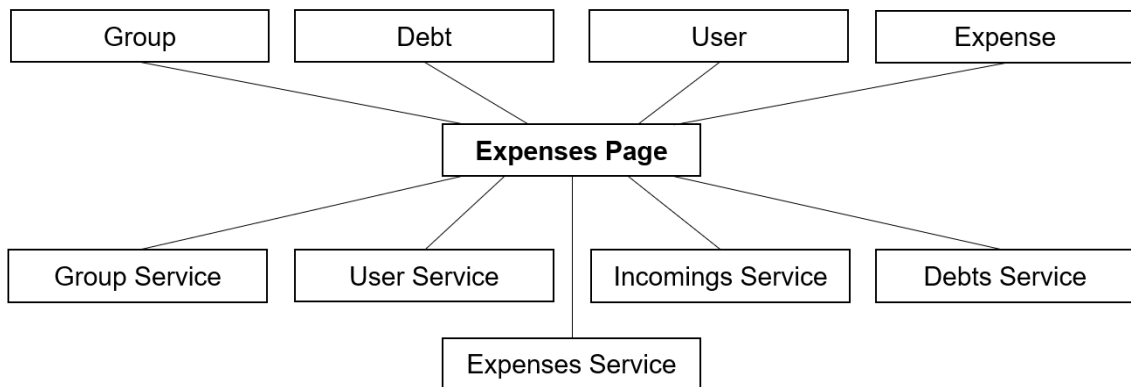 Group
Debt
User
Expense
Expenses Page
Group Service
User Service
Incomings Service
Debts Service
Expenses Service